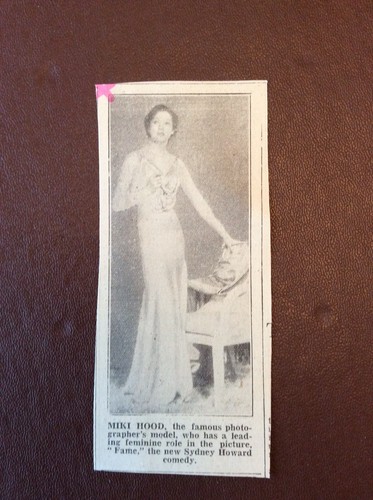 MIKI HOOD, the famous photo-
grapher's model, who has a lead-
ing feminine role in the picture,
"Fame," the new Sydney Howard
comedy.